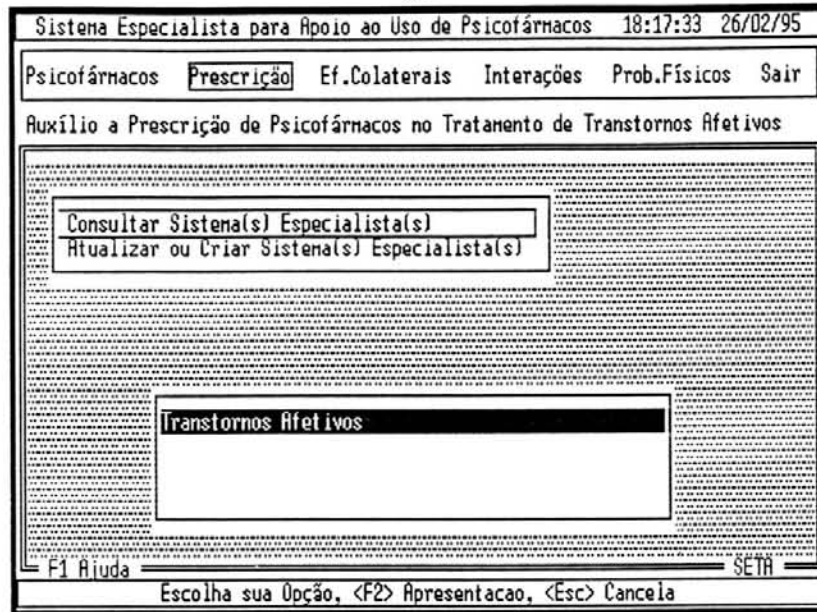 Sistema Especialista para Apoio ao Uso de Psicofármacos 18:17:33 26/02/95
Psicofármacos Prescrição Ef.Colaterais Interações Prob.Físicos Sair
Auxílio a Prescrição de Psicofármacos no Tratamento de Transtornos Afetivos
Consultar Sistema(s) Especialista(s)
Atualizar ou Criar Sistema(s) Especialista(s)
Transtornos Afetivos
F1 Ajuda SETA
Escolha sua Opção, <F2> Apresentacao, <Esc> Cancela